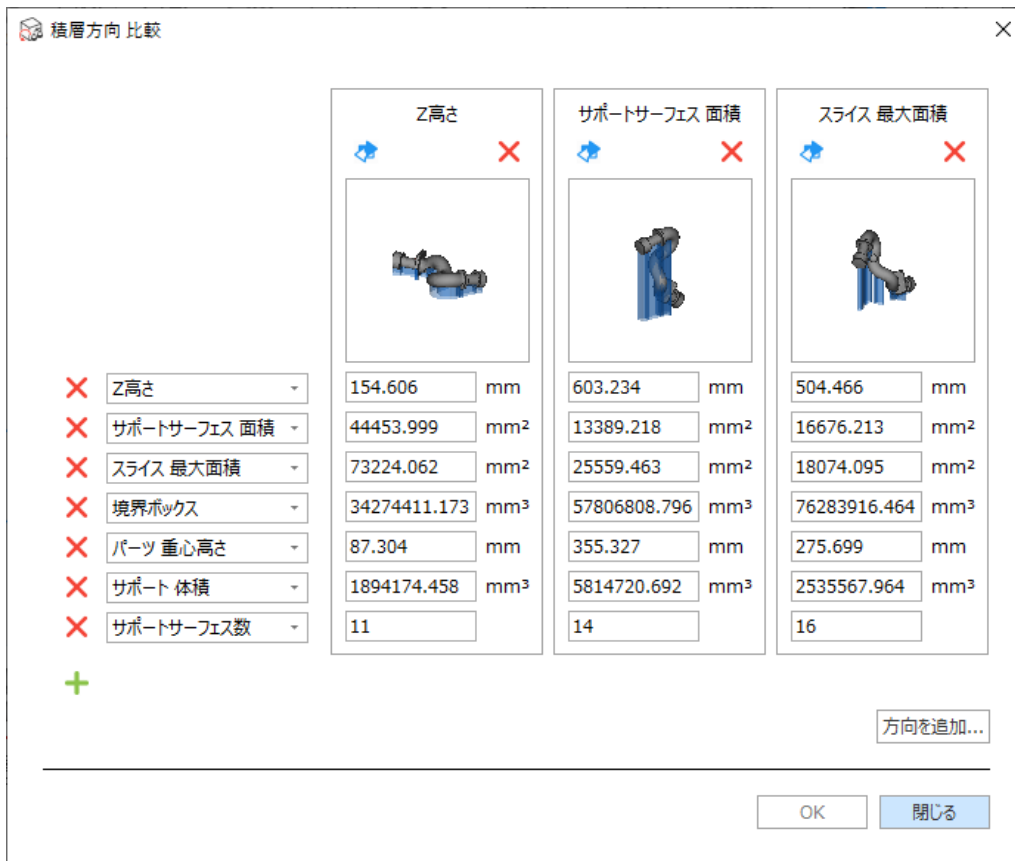 積層方向 比較
Z高さ サポートサーフェス 面積 スライス 最大面積
Z高さ 154.606 mm 603.234 mm 504.466 mm
サポートサーフェス 面積 44453.999 mm² 13389.218 mm² 16676.213 mm²
スライス 最大面積 73224.062 mm² 25559.463 mm² 18074.095 mm²
境界ボックス 34274411.173 mm³ 57806808.796 mm³ 76283916.464 mm³
パーツ 重心高さ 87.304 mm 355.327 mm 275.699 mm
サポート 体積 1894174.458 mm³ 5814720.692 mm³ 2535567.964 mm³
サポートサーフェス数 11 14 16
方向を追加...
OK 閉じる